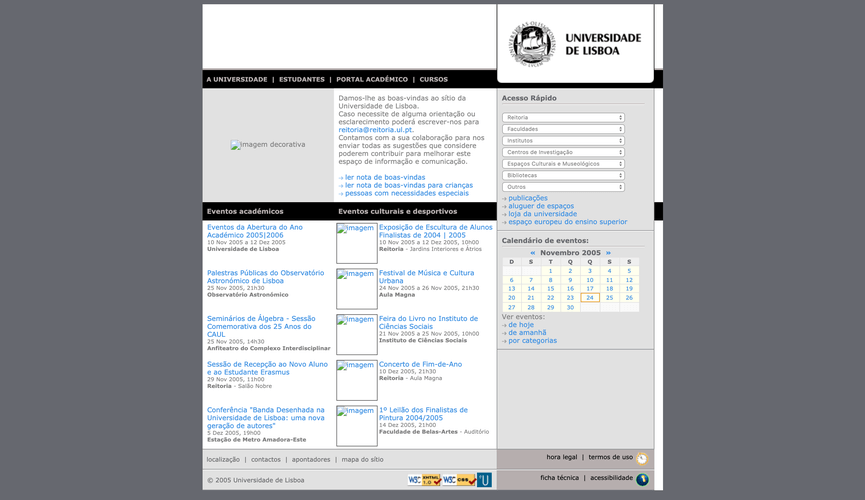 UNIVERSIDADE
DE LISBOA
A UNIVERSIDADE | ESTUDANTES | PORTAL ACADÉMICO | CURSOS
imagem decorativa
Damos-lhe as boas-vindas ao sítio da
Universidade de Lisboa.
Caso necessite de alguma orientação ou
esclarecimento poderá escrever-nos para
reitoria@reitoria.ul.pt.
Contamos com a sua colaboração para nos
enviar todas as sugestões que considere
poderem contribuir para melhorar este
espaço de informação e comunicação.
ler nota de boas-vindas
ler nota de boas-vindas para crianças
pessoas com necessidades especiais
Acesso Rápido
Reitoria
Faculdades
Institutos
Centros de Investigação
Espaços Culturais e Museológicos
Bibliotecas
Outros
publicações
aluguer de espaços
loja da universidade
espaço europeu do ensino superior
Eventos académicos
Eventos da Abertura do Ano
Académico 2005|2006
10 Nov 2005 a 12 Dez 2005
Universidade de Lisboa
Palestras Públicas do Observatório
Astronómico de Lisboa
25 Nov 2005, 21h30
Observatório Astronómico
Seminários de Álgebra - Sessão
Comemorativa dos 25 Anos do
CAUL
25 Nov 2005, 14h30
Anfiteatro do Complexo Interdisciplinar
Sessão de Recepção ao Novo Aluno
e ao Estudante Erasmus
29 Nov 2005, 11h00
Reitoria - Salão Nobre
Conferência "Banda Desenhada na
Universidade de Lisboa: uma nova
geração de autores"
5 Dez 2005, 19h00
Estação de Metro Amadora-Este
Eventos culturais e desportivos
imagem
Exposição de Escultura de Alunos
Finalistas de 2004 | 2005
10 Nov 2005 a 12 Dez 2005, 10h00
Reitoria - Jardins Interiores e Átrios
imagem
Festival de Música e Cultura
Urbana
24 Nov 2005 a 26 Nov 2005, 21h30
Aula Magna
imagem
Feira do Livro no Instituto de
Ciências Sociais
21 Nov 2005 a 25 Nov 2005, 10h00
Instituto de Ciências Sociais
imagem
Concerto de Fim-de-Ano
10 Dez 2005, 21h30
Reitoria - Aula Magna
imagem
1º Leilão dos Finalistas de
Pintura 2004/2005
14 Dez 2005, 21h00
Faculdade de Belas-Artes - Auditório
Calendário de eventos:
« Novembro 2005 »
D S T Q Q S S
1 2 3 4 5
6 7 8 9 10 11 12
13 14 15 16 17 18 19
20 21 22 23 24 25 26
27 28 29 30
Ver eventos:
de hoje
de amanhã
por categorias
localização | contactos | apontadores | mapa do sítio
hora legal | termos de uso
© 2005 Universidade de Lisboa
W3C XHTML 1.0
W3C CSS
U
ficha técnica | acessibilidade